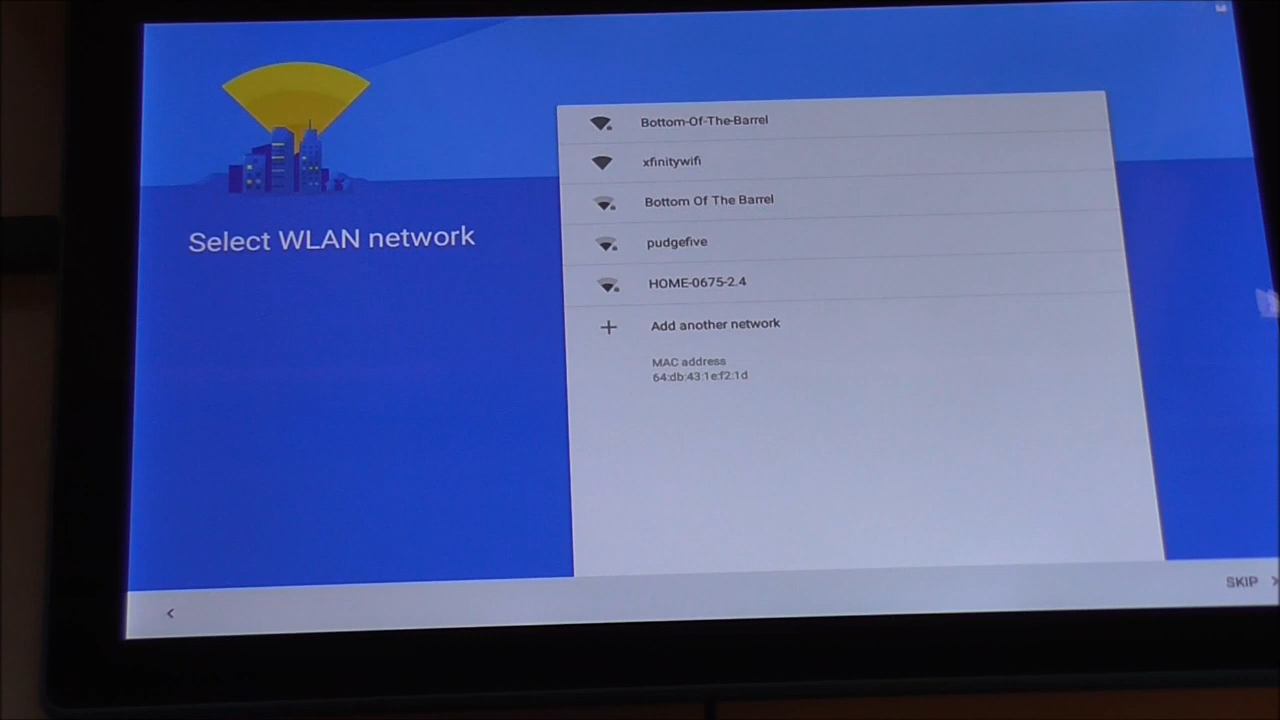 Select WLAN network
Bottom-Of-The-Barrel
xfinitywifi
Bottom Of The Barrel
pudgefive
HOME-0675-2.4
Add another network
MAC address
64:db:43:1e:f2:1d
SKIP